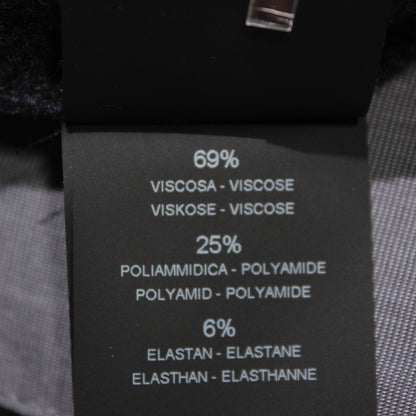 69%
VISCOSA - VISCOSE
VISKOSE - VISCOSE
25%
POLIAMMIDICA - POLYAMIDE
POLYAMID - POLYAMIDE
6%
ELASTAN - ELASTANE
ELASTHAN - ELASTHANNE